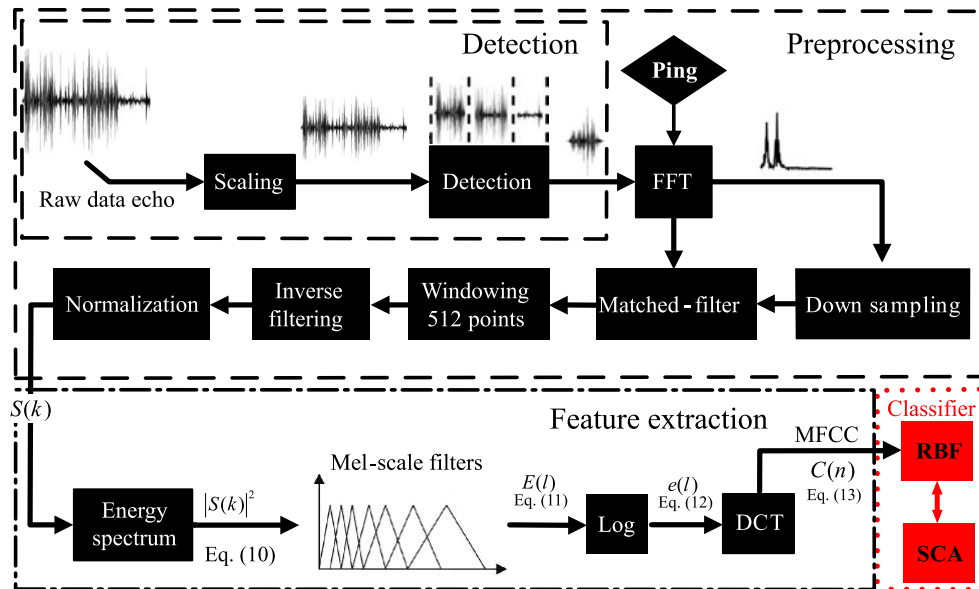 Detection
Preprocessing
Ping
Raw data echo
Scaling
Detection
FFT
Normalization
Inverse
filtering
Windowing
512 points
Matched-filter
Down sampling
S(k)
Feature extraction
Classifier
Mel-scale filters
MFCC
RBF
Energy
spectrum
|S(k)|²
Eq. (10)
E(l)
Eq. (11)
Log
e(l)
Eq. (12)
DCT
C(n)
Eq. (13)
SCA